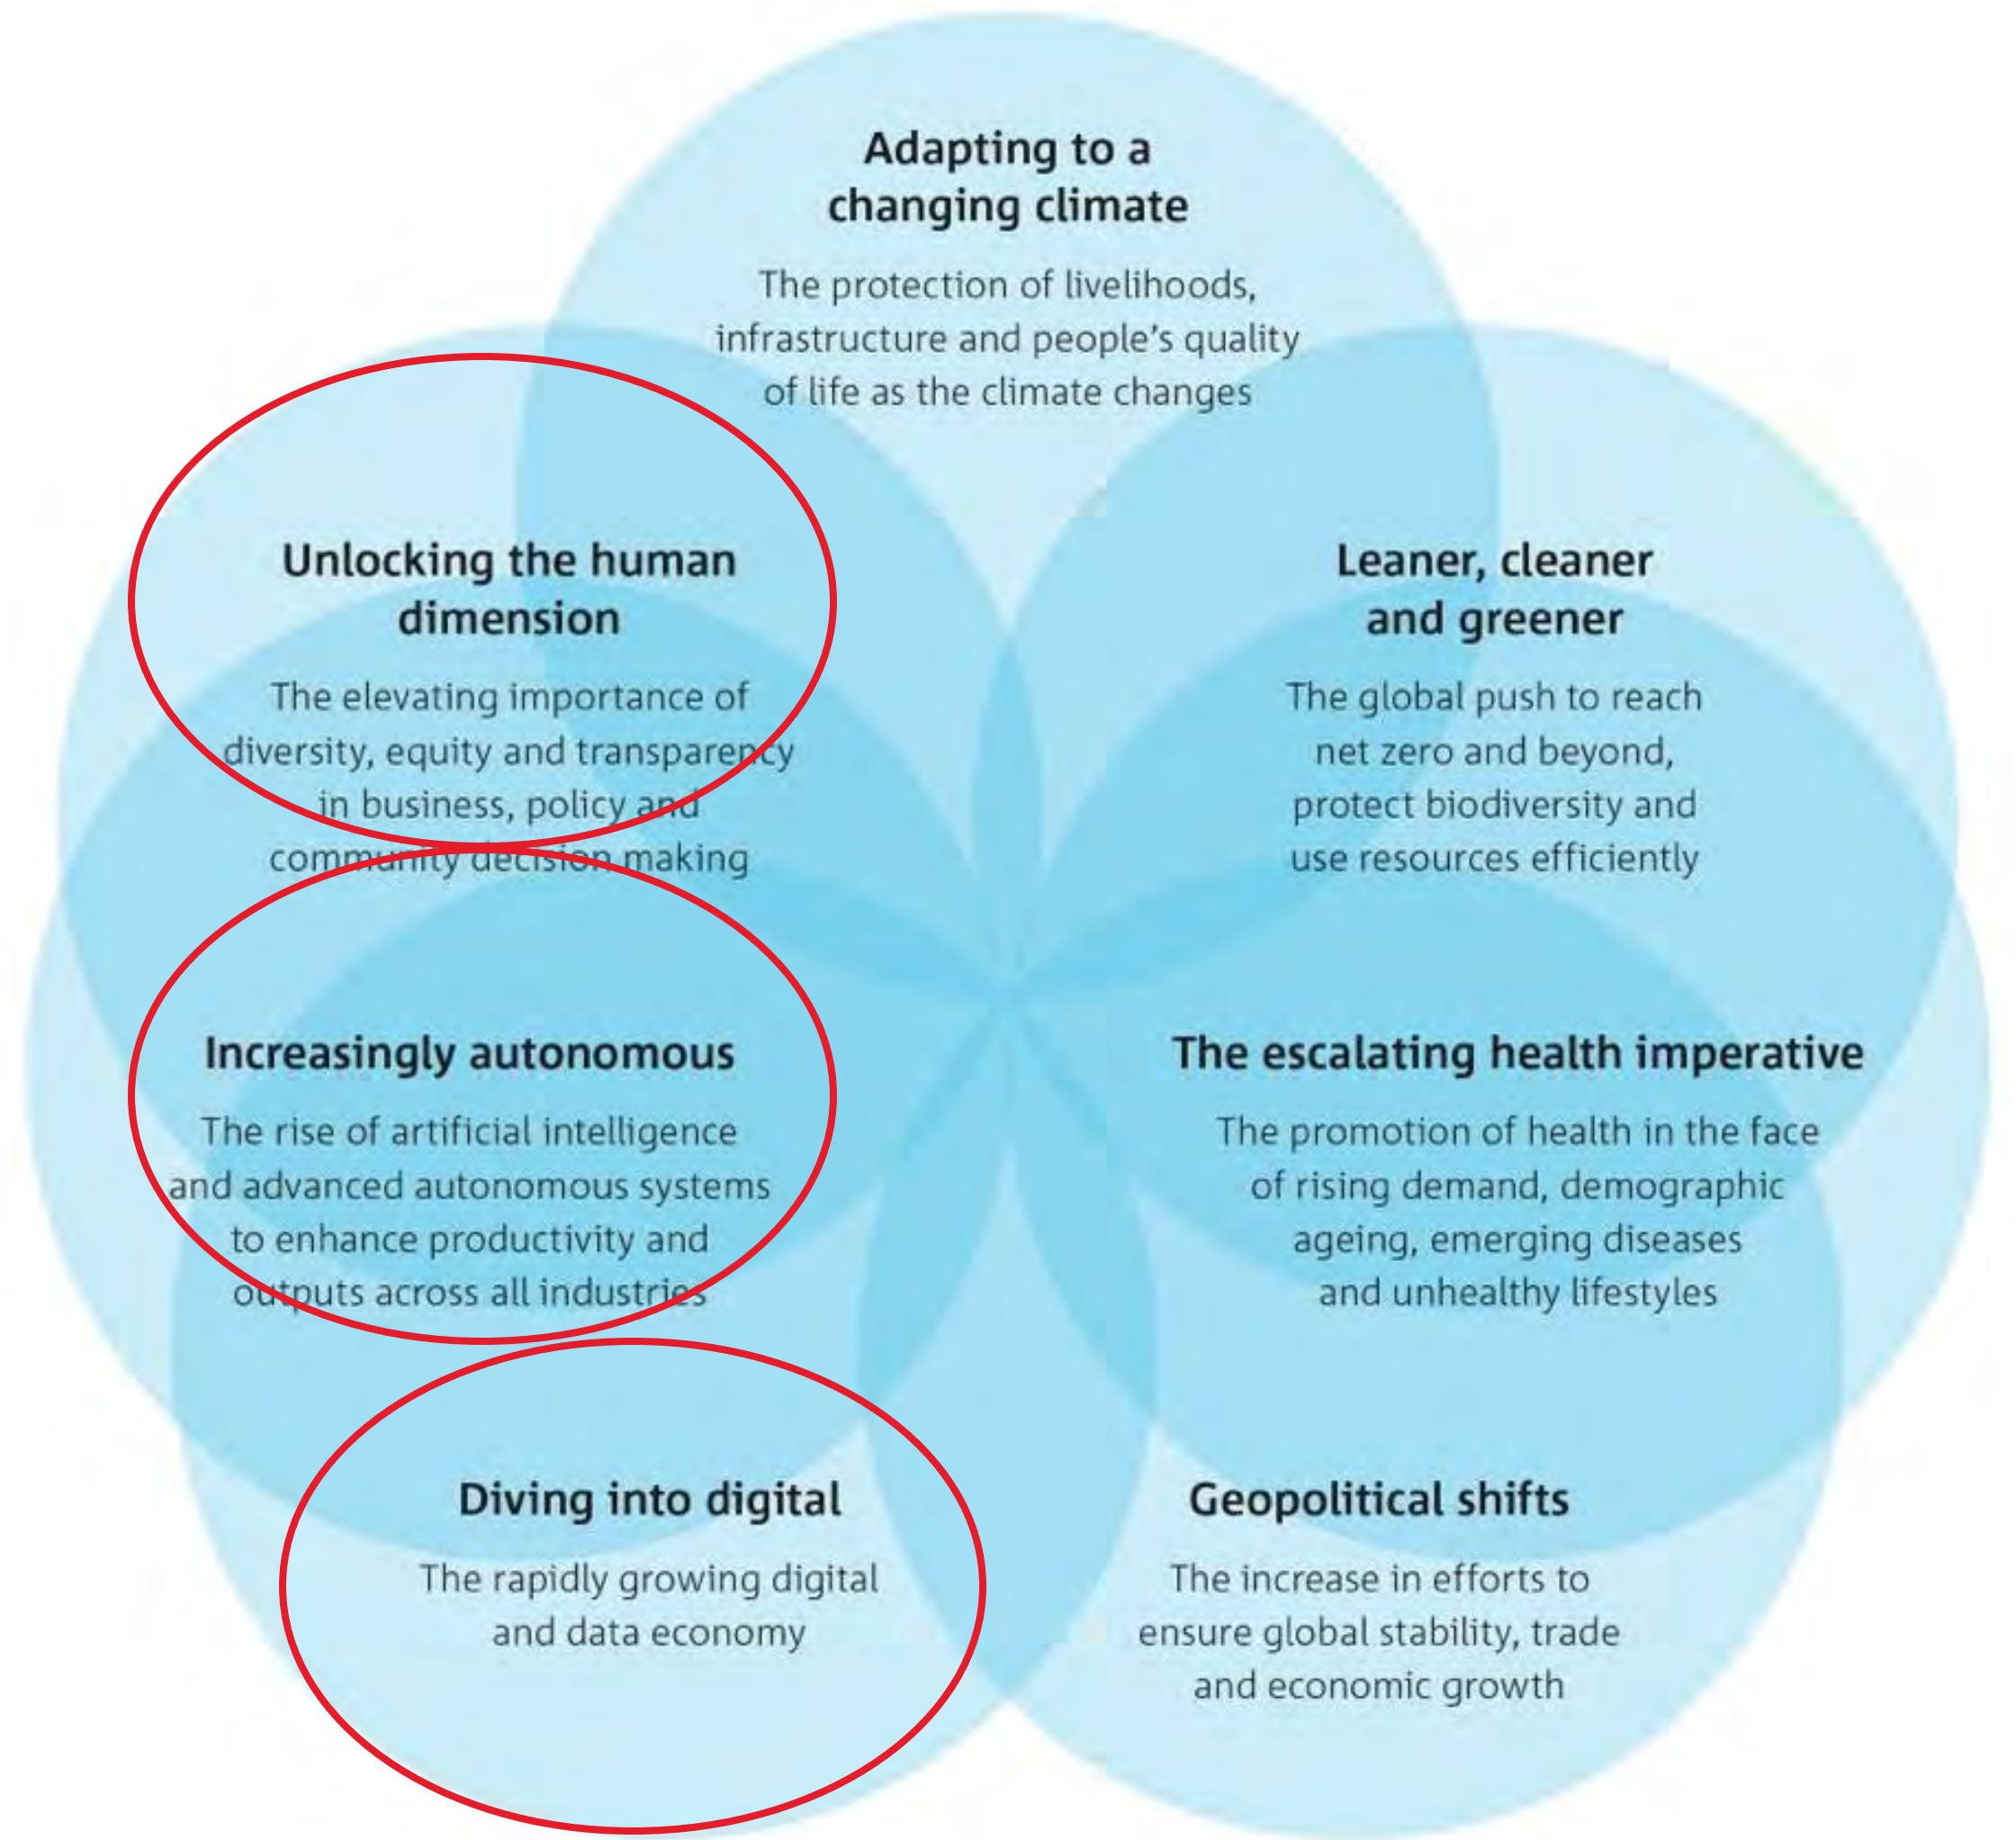 Adapting to a
changing climate
The protection of livelihoods,
infrastructure and people's quality
of life as the climate changes
Unlocking the human
dimension
The elevating importance of
diversity, equity and transparency
in business, policy and
community decision making
Leaner, cleaner
and greener
The global push to reach
net zero and beyond,
protect biodiversity and
use resources efficiently
Increasingly autonomous
The rise of artificial intelligence
and advanced autonomous systems
to enhance productivity and
outputs across all industries
The escalating health imperative
The promotion of health in the face
of rising demand, demographic
ageing, emerging diseases
and unhealthy lifestyles
Diving into digital
The rapidly growing digital
and data economy
Geopolitical shifts
The increase in efforts to
ensure global stability, trade
and economic growth